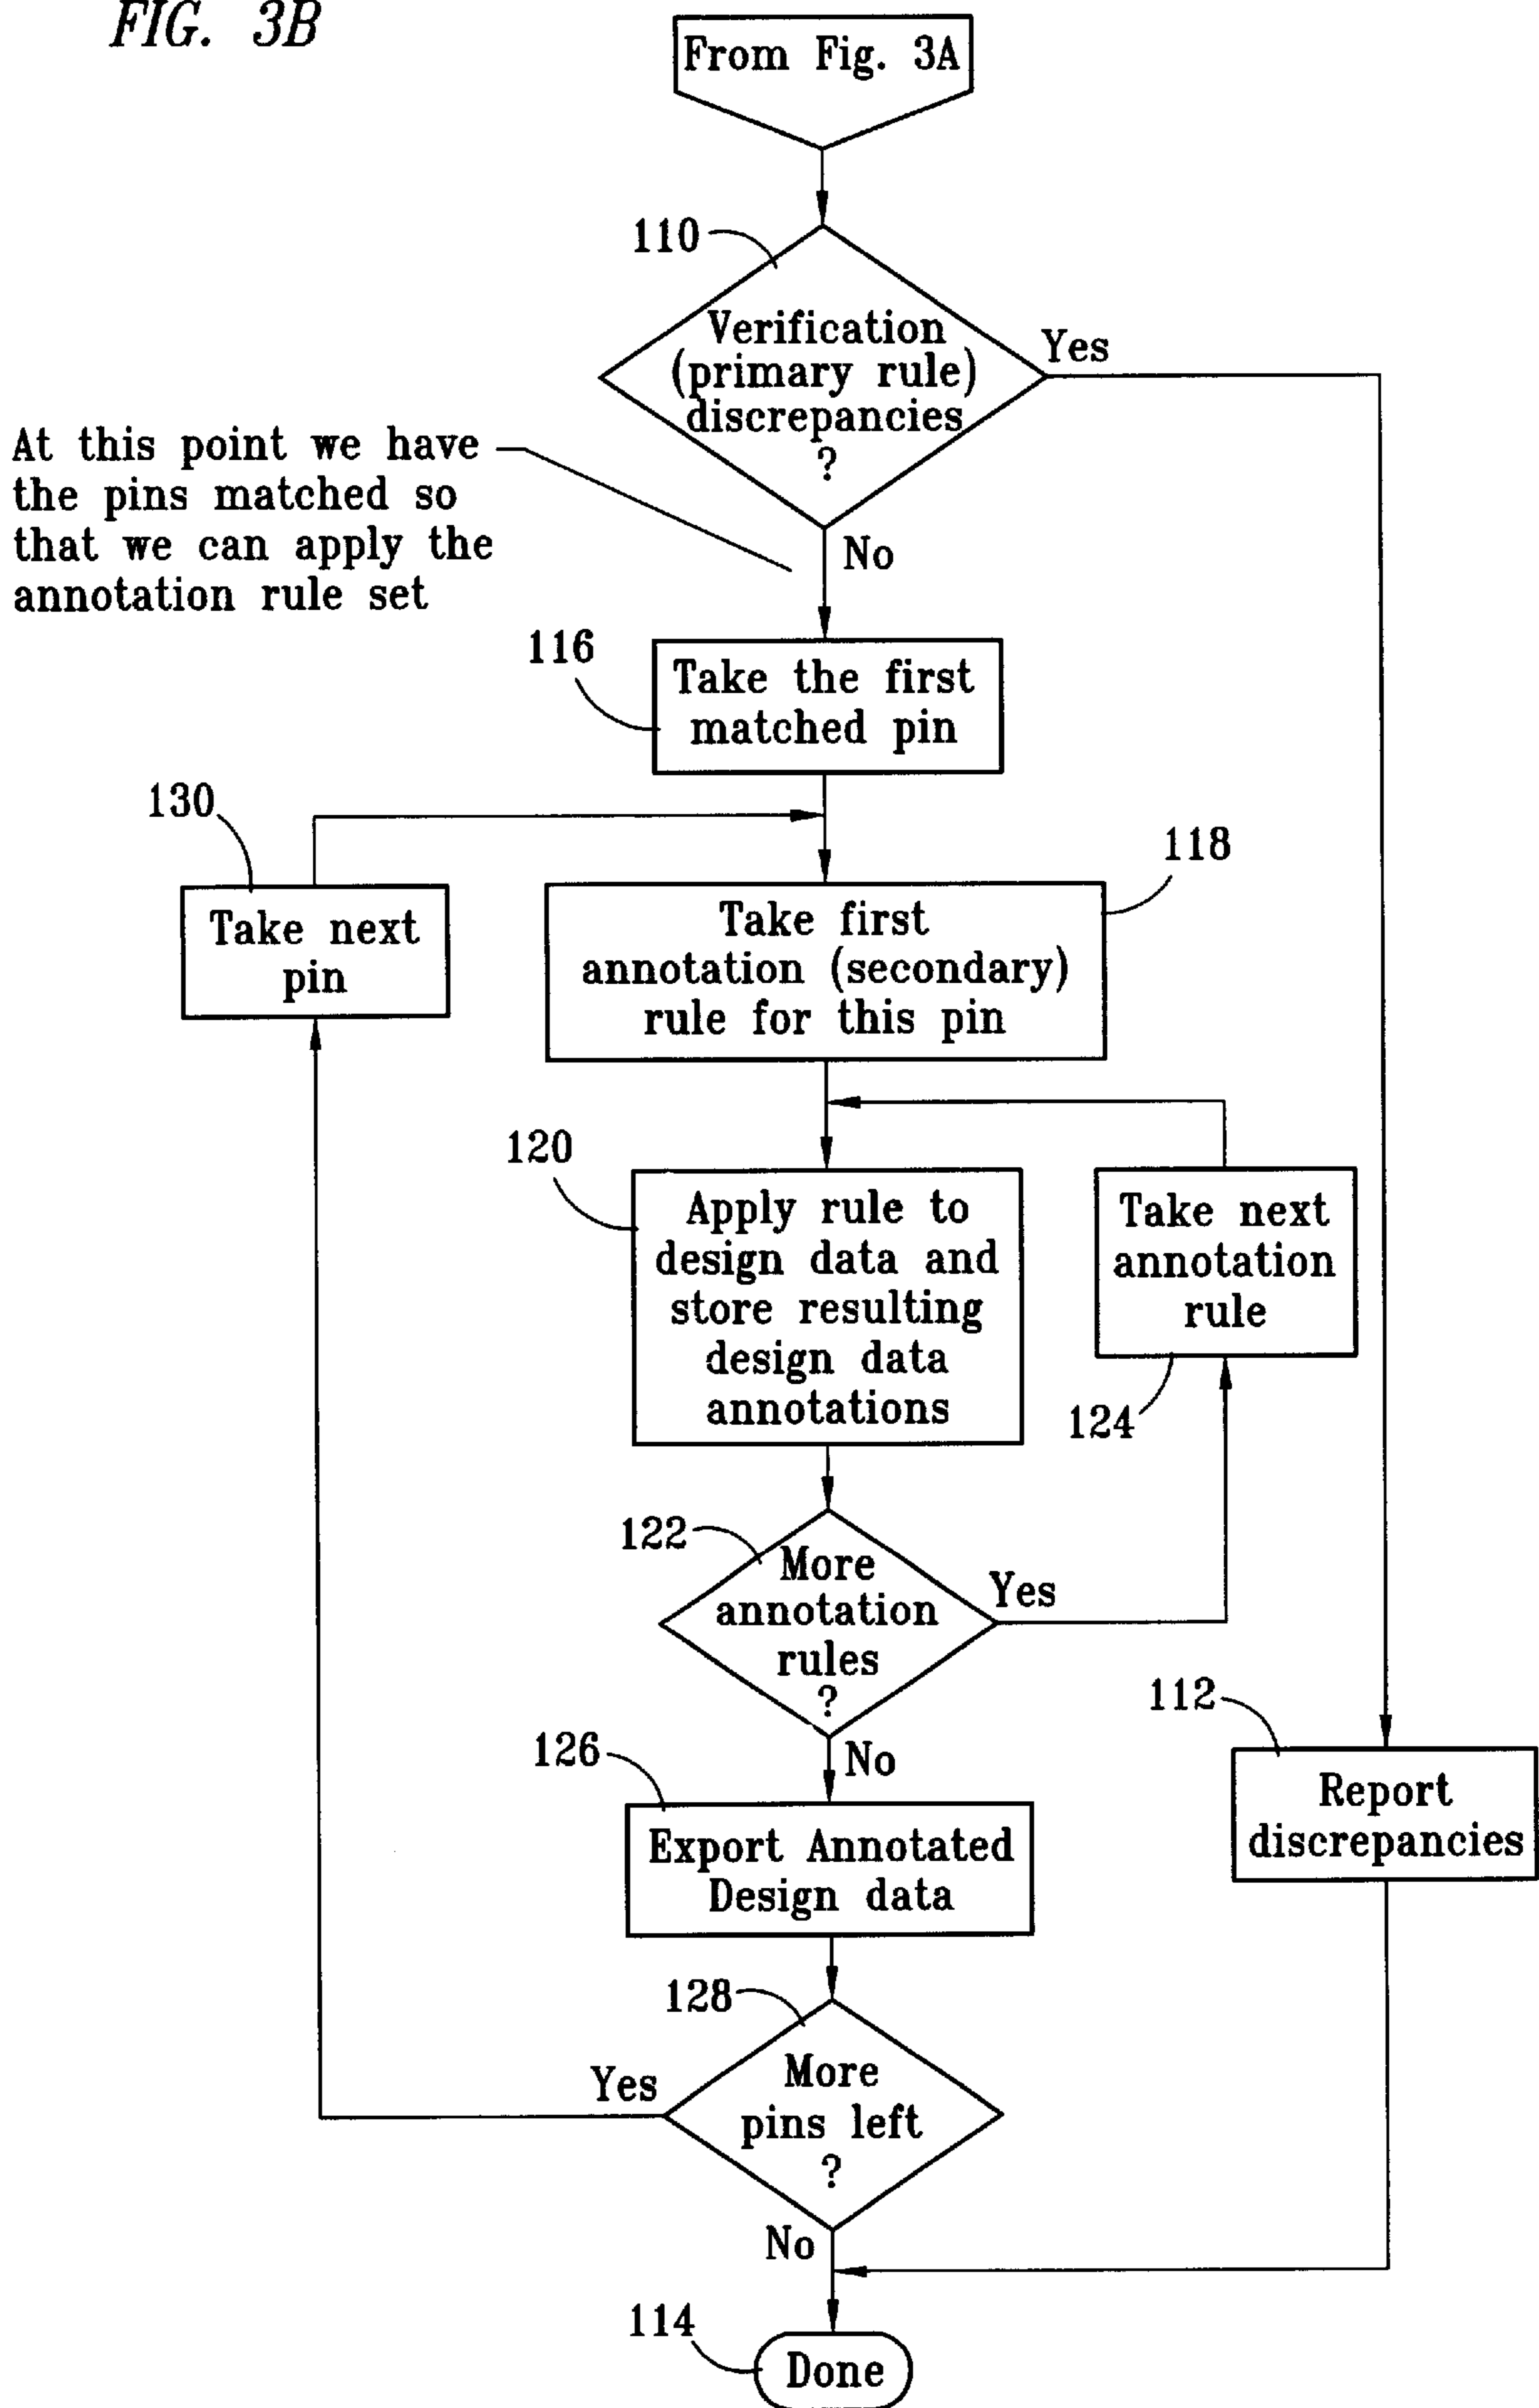 FIG. 3B
From Fig. 3A
110
Verification
(primary rule)
discrepancies
?
Yes
At this point we have
the pins matched so
that we can apply the
annotation rule set
No
116
Take the first
matched pin
130
Take next
pin
118
Take first
annotation (secondary)
rule for this pin
120
Apply rule to
design data and
store resulting
design data
annotations
Take next
annotation
rule
124
122
More
annotation
rules
?
Yes
No
112
Report
discrepancies
126
Export Annotated
Design data
128
More
pins left
?
Yes
No
114
Done